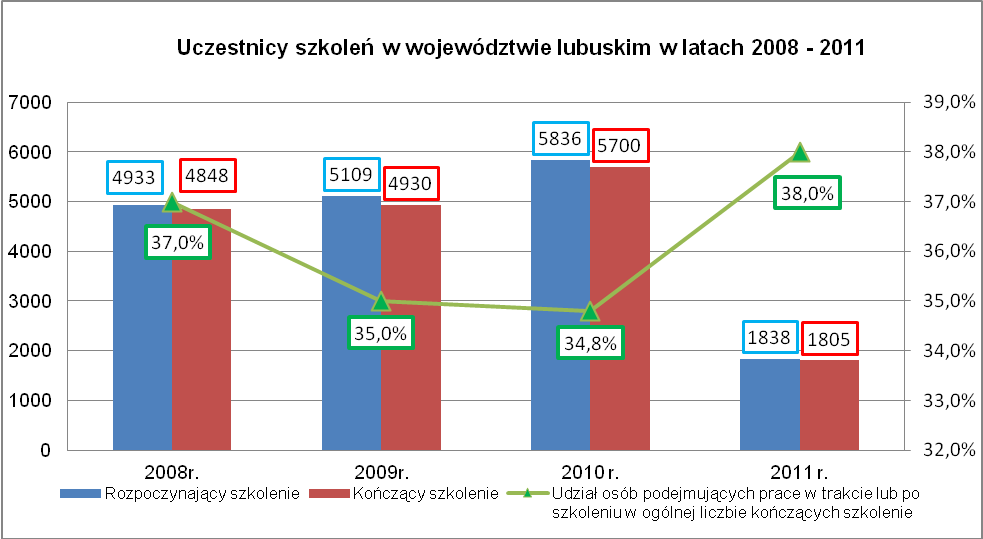 Uczestnicy szkoleń w województwie lubuskim w latach 2008 - 2011
7000 39,0%
6000 38,0%
5000 37,0%
4000 36,0%
3000 35,0%
2000 34,0%
1000 33,0%
0 32,0%
4933 4848 5109 4930 5836 5700 1838 1805
37,0% 35,0% 34,8% 38,0%
2008r. 2009r. 2010 r. 2011 r.
Rozpoczynający szkolenie Kończący szkolenie Udział osób podejmujących prace w trakcie lub po
szkoleniu w ogólnej liczbie kończących szkolenie